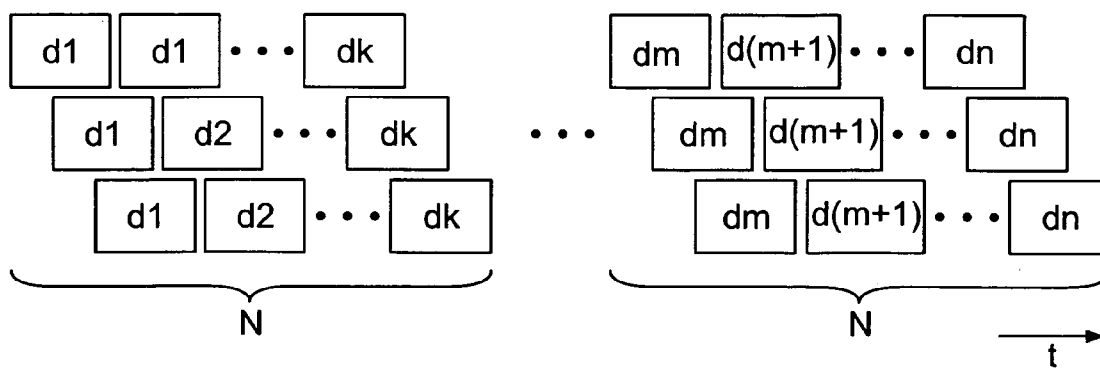 d1 d1 • • • dk dm d(m+1) • • • dn
d1 d2 • • • dk • • • dm d(m+1) • • • dn
d1 d2 • • • dk dm d(m+1) • • • dn
N N
t